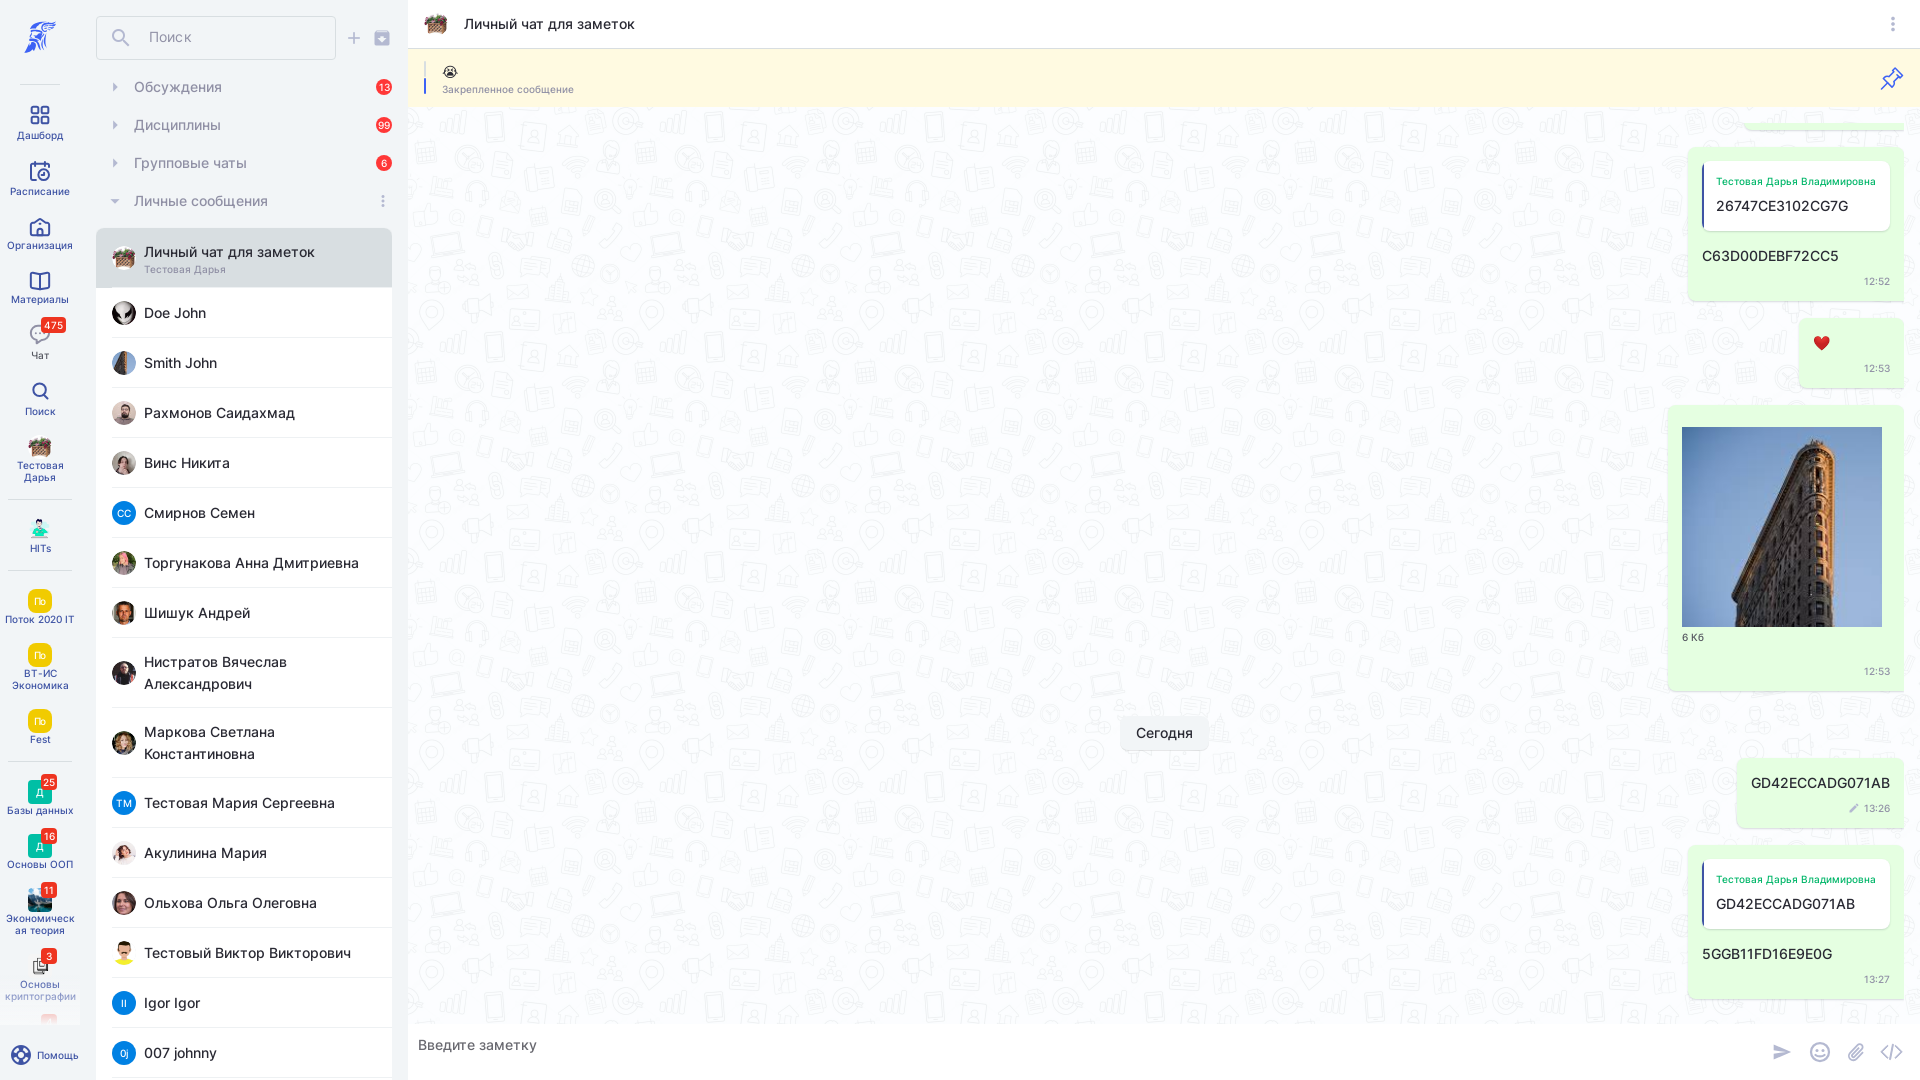 Дашборд
Расписание
Организация
Материалы
475
Чат
Поиск
Тестовая
Дарья
HITs
По
Поток 2020 IT
По
ВТ-ИС
Экономика
По
Fest
25
Д
Базы данных
16
Д
Основы ООП
11
Экономическ
ая теория
3
Основы
криптографии
Помощь
Поиск
Обсуждения
13
Дисциплины
99
Групповые чаты
6
Личные сообщения
Личный чат для заметок
Тестовая Дарья
Doe John
Smith John
Рахмонов Саидахмад
Винс Никита
СС
Смирнов Семен
Торгунакова Анна Дмитриевна
Шишук Андрей
Нистратов Вячеслав
Александрович
Маркова Светлана
Константиновна
ТМ
Тестовая Мария Сергеевна
Акулинина Мария
Ольхова Ольга Олеговна
Тестовый Виктор Викторович
II
Igor Igor
0j
007 johnny
Личный чат для заметок
😭
Закрепленное сообщение
Тестовая Дарья Владимировна
26747CE3102CG7G
C63D00DEBF72CC5
12:52
❤️
12:53
6 Кб
12:53
Сегодня
GD42ECCADG071AB
13:26
Тестовая Дарья Владимировна
GD42ECCADG071AB
5GGB11FD16E9E0G
13:27
Введите заметку